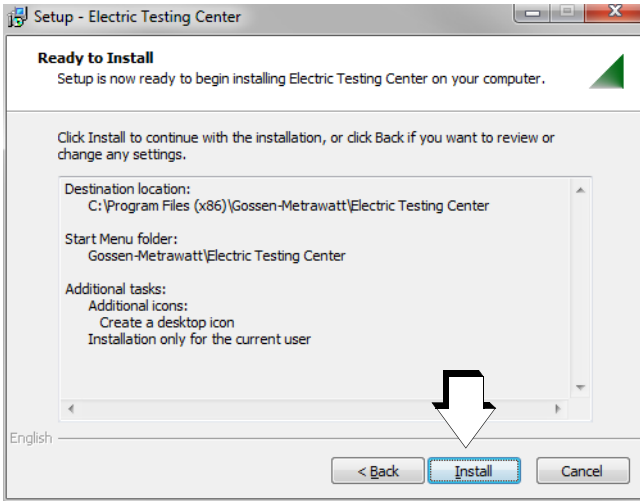 Setup - Electric Testing Center
Ready to Install
Setup is now ready to begin installing Electric Testing Center on your computer.
Click Install to continue with the installation, or click Back if you want to review or
change any settings.
Destination location:
C:\Program Files (x86)\Gossen-Metrawatt\Electric Testing Center
Start Menu folder:
Gossen-Metrawatt\Electric Testing Center
Additional tasks:
Additional icons:
Create a desktop icon
Installation only for the current user
English
< Back Install Cancel